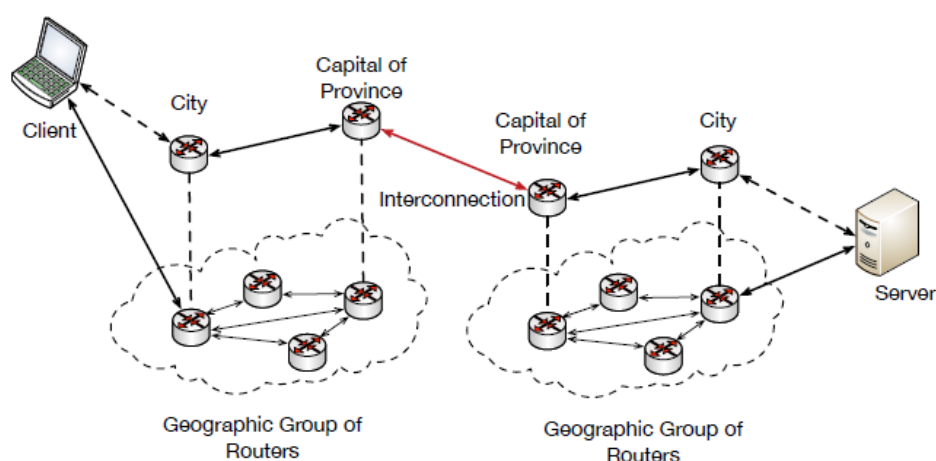 Client
City
Capital of
Province
Capital of
Province
City
Interconnection
Server
Geographic Group of
Routers
Geographic Group of
Routers